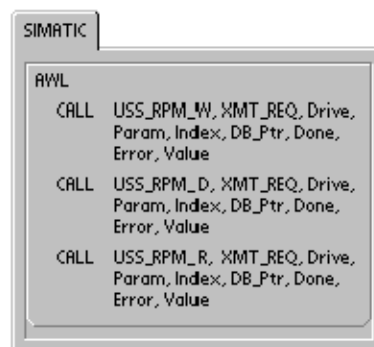 SIMATIC
AWL
CALL USS_RPM_W, XMT_REQ, Drive,
Param, Index, DB_Ptr, Done,
Error, Value
CALL USS_RPM_D, XMT_REQ, Drive,
Param, Index, DB_Ptr, Done,
Error, Value
CALL USS_RPM_R, XMT_REQ, Drive,
Param, Index, DB_Ptr, Done,
Error, Value